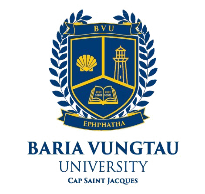 BVU
EPHPHATHA
BARIA VUNGTAU
UNIVERSITY
CAP SAINT JACQUES